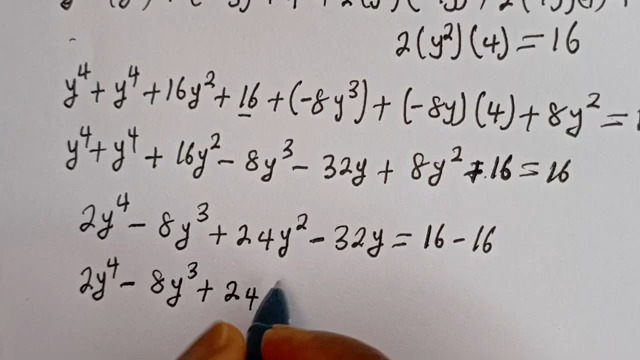 2(y²)(4) = 16
y⁴ + y⁴ + 16y² + 16 + (-8y³) + (-8y)(4) + 8y² =
y⁴ + y⁴ + 16y² - 8y³ - 32y + 8y² + 16 = 16
2y⁴ - 8y³ + 24y² - 32y = 16 - 16
2y⁴ - 8y³ + 24